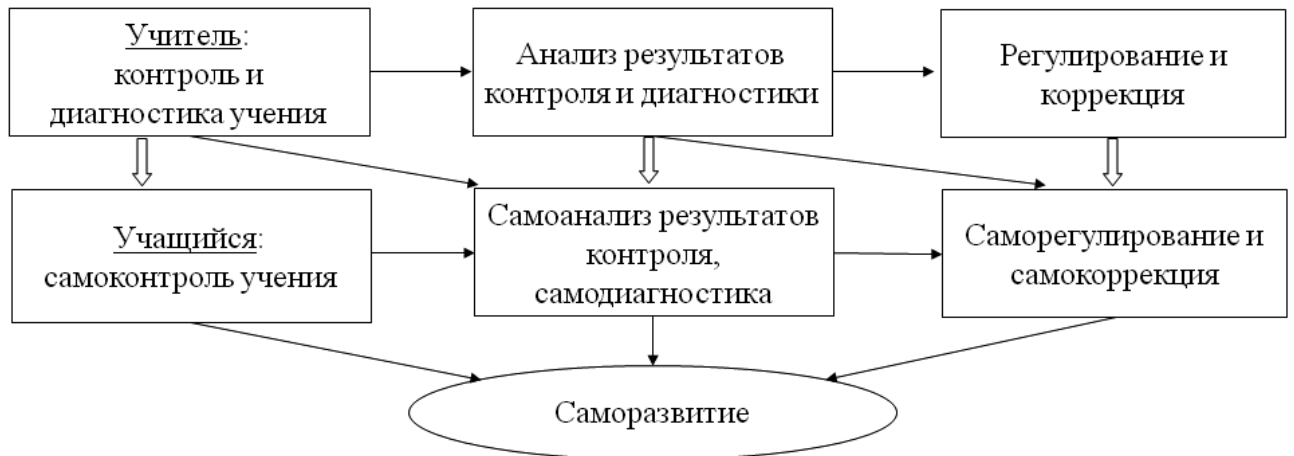 Учитель:
контроль и
диагностика учения
Анализ результатов
контроля и диагностики
Регулирование и
коррекция
Учащийся:
самоконтроль учения
Самоанализ результатов
контроля,
самодиагностика
Саморегулирование и
самокоррекция
Саморазвитие